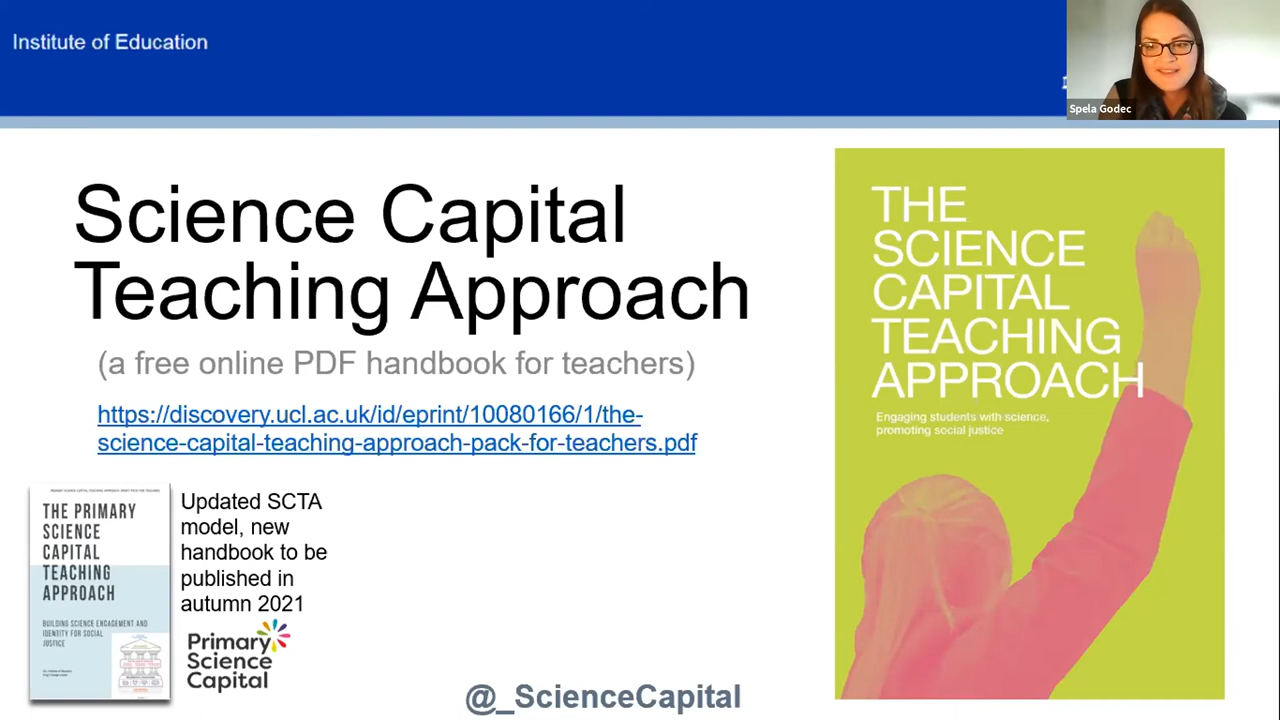 Institute of Education
Spela Godec
Science Capital
Teaching Approach
(a free online PDF handbook for teachers)
https://discovery.ucl.ac.uk/id/eprint/10080166/1/the-
science-capital-teaching-approach-pack-for-teachers.pdf
THE
SCIENCE
CAPITAL
TEACHING
APPROACH
Engaging students with science,
promoting social justice
THE PRIMARY
SCIENCE
CAPITAL
TEACHING
APPROACH
BUILDING SCIENCE ENGAGEMENT AND
IDENTITY FOR SOCIAL
JUSTICE
Updated SCTA
model, new
handbook to be
published in
autumn 2021
Primary
Science
Capital
@_ScienceCapital